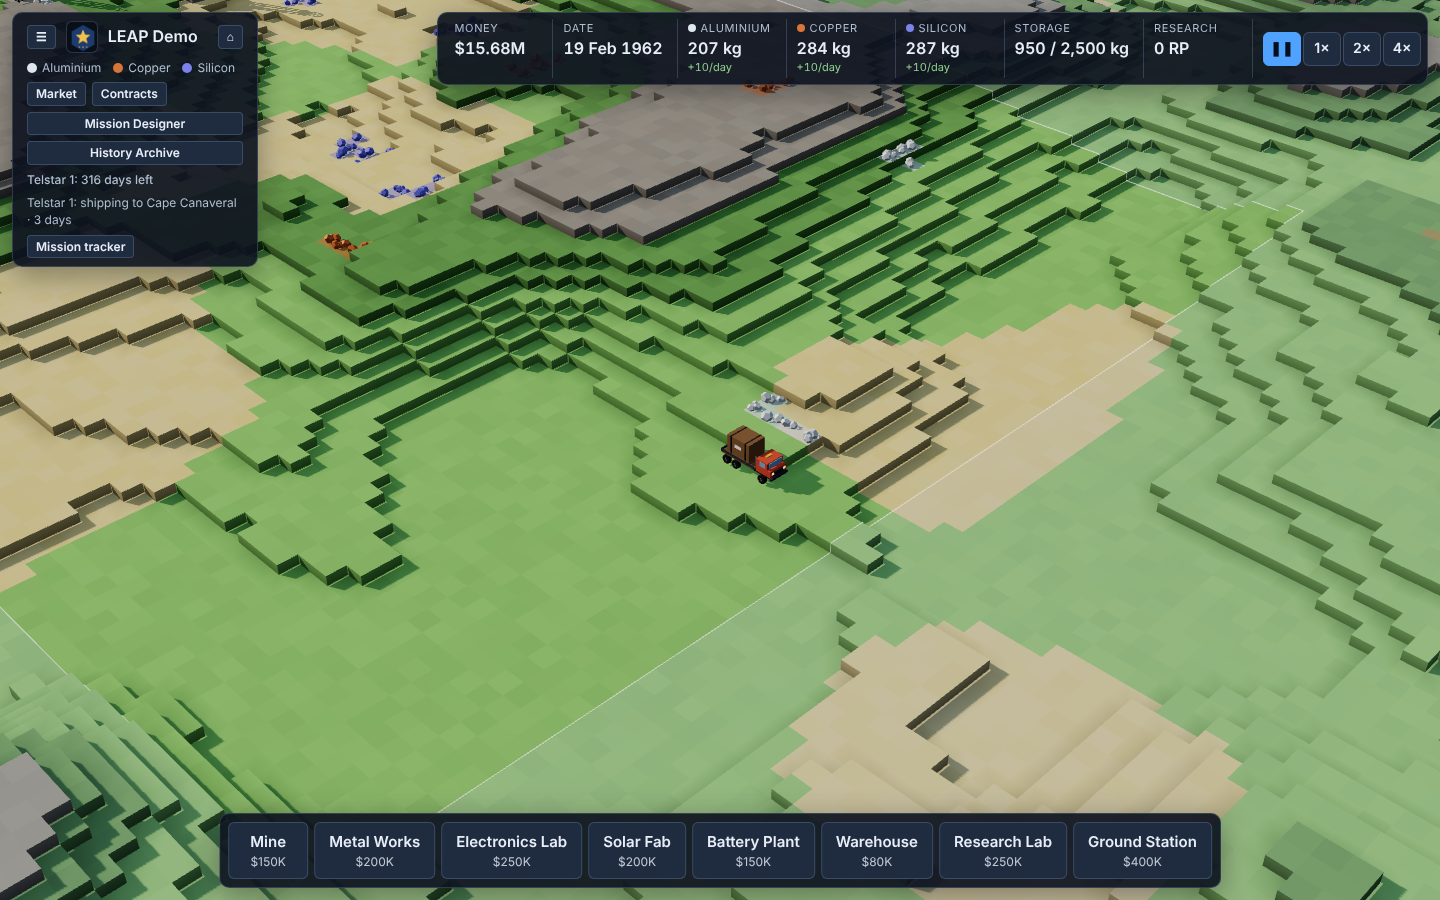 ☰ LEAP Demo ⌂
Aluminium Copper Silicon
Market Contracts
Mission Designer
History Archive
Telstar 1: 316 days left
Telstar 1: shipping to Cape Canaveral
· 3 days
Mission tracker
MONEY
$15.68M
DATE
19 Feb 1962
ALUMINIUM
207 kg
+10/day
COPPER
284 kg
+10/day
SILICON
287 kg
+10/day
STORAGE
950 / 2,500 kg
RESEARCH
0 RP
❚❚ 1× 2× 4×
Mine
$150K
Metal Works
$200K
Electronics Lab
$250K
Solar Fab
$200K
Battery Plant
$150K
Warehouse
$80K
Research Lab
$250K
Ground Station
$400K